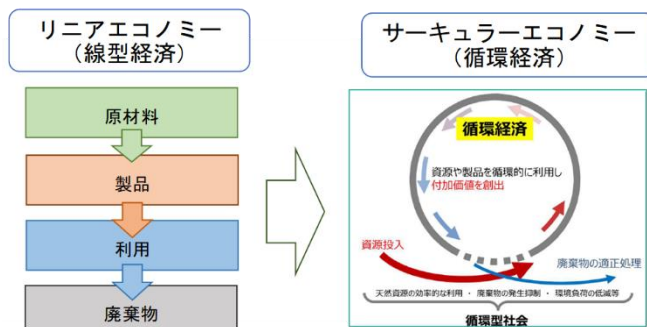 リニアエコノミー
（線型経済）
原材料
製品
利用
廃棄物
サーキュラーエコノミー
（循環経済）
循環経済
資源や製品を循環的に利用し
付加価値を創出
資源投入
廃棄物の適正処理
天然資源の効率的な利用 ・ 廃棄物の発生抑制 ・ 環境負荷の低減等
循環型社会